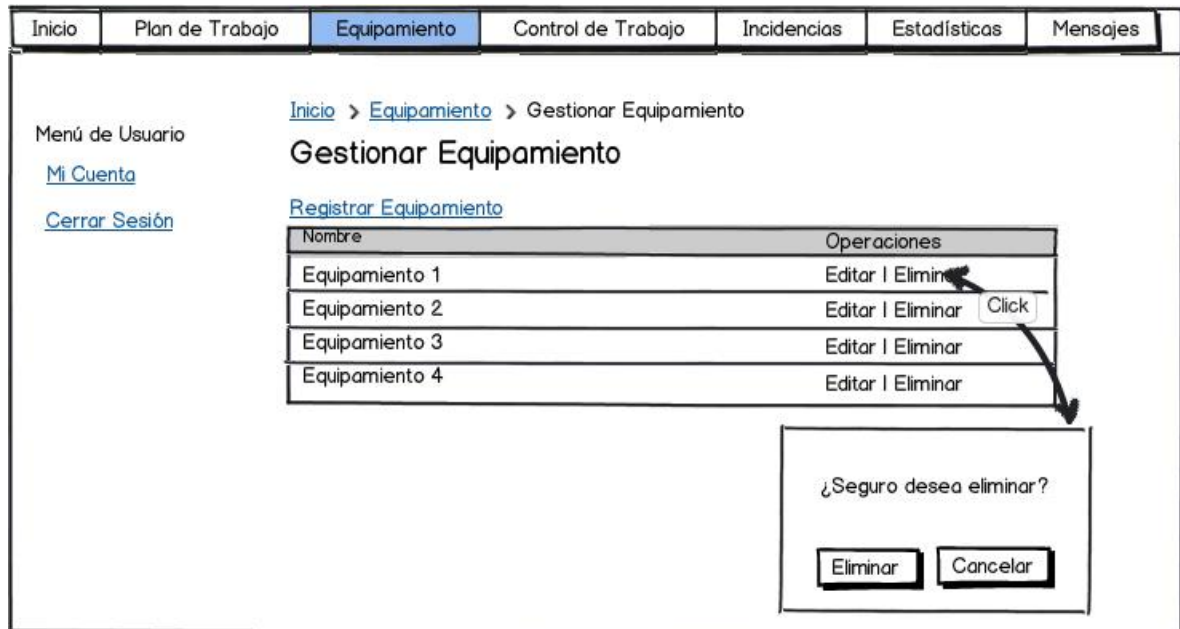 Inicio Plan de Trabajo Equipamiento Control de Trabajo Incidencias Estadísticas Mensajes
Inicio > Equipamiento > Gestionar Equipamiento
Menú de Usuario
Gestionar Equipamiento
Mi Cuenta
Registrar Equipamiento
Cerrar Sesión
Nombre Operaciones
Equipamiento 1 Editar | Elimin
Equipamiento 2 Editar | Eliminar Click
Equipamiento 3 Editar | Eliminar
Equipamiento 4 Editar | Eliminar
¿Seguro desea eliminar?
Eliminar Cancelar